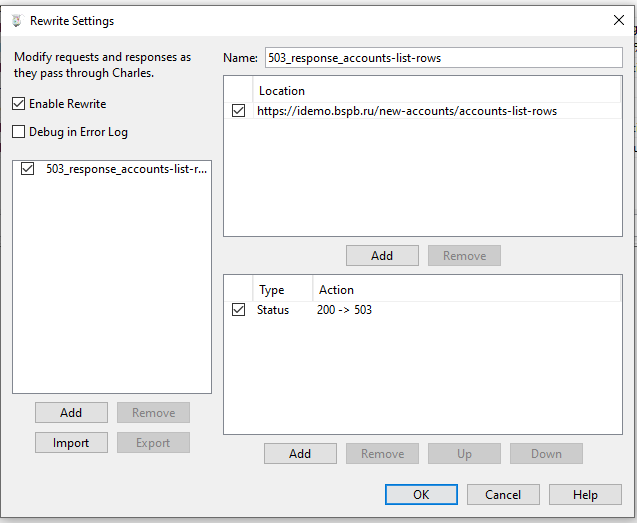 Rewrite Settings
Modify requests and responses as
they pass through Charles.
Enable Rewrite
Debug in Error Log
503_response_accounts-list-r...
Add
Remove
Import
Export
Name:
503_response_accounts-list-rows
Location
https://idemo.bspb.ru/new-accounts/accounts-list-rows
Add
Remove
Type
Action
Status
200 -> 503
Add
Remove
Up
Down
OK
Cancel
Help